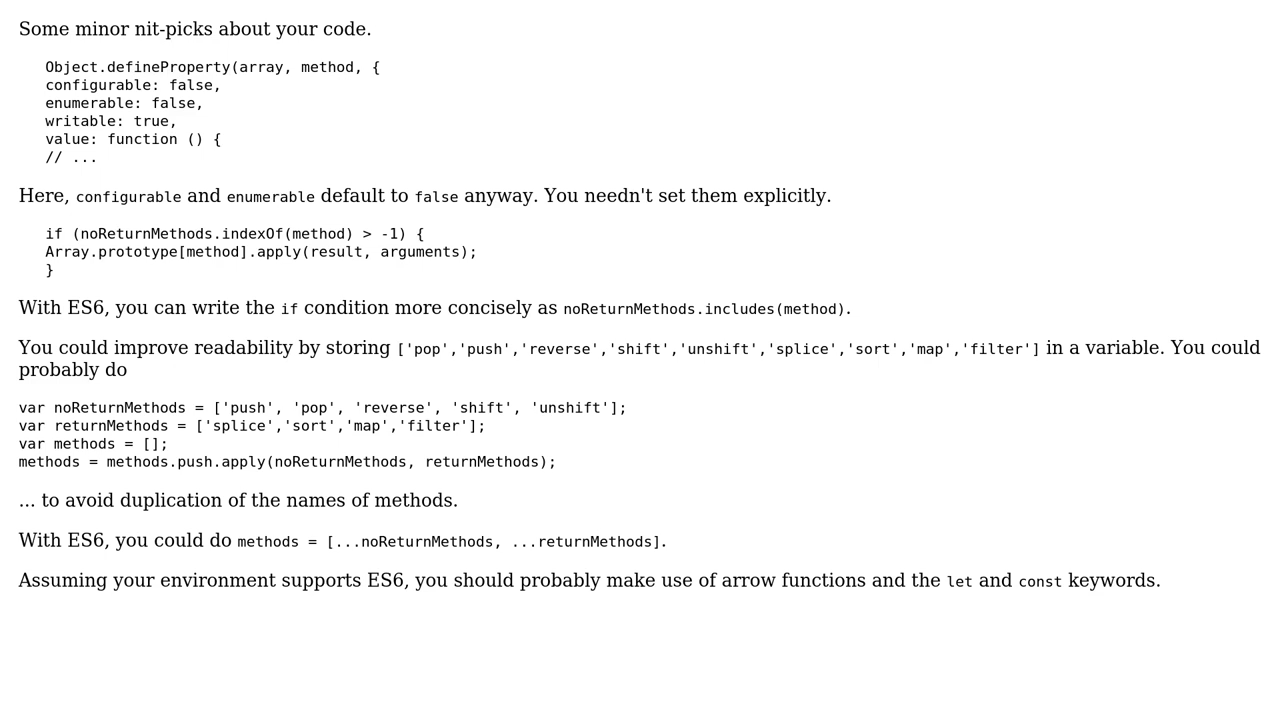 Some minor nit-picks about your code.
Object.defineProperty(array, method, {
configurable: false,
enumerable: false,
writable: true,
value: function () {
// ...
Here, configurable and enumerable default to false anyway. You needn't set them explicitly.
if (noReturnMethods.indexOf(method) > -1) {
Array.prototype[method].apply(result, arguments);
}
With ES6, you can write the if condition more concisely as noReturnMethods.includes(method).
You could improve readability by storing ['pop','push','reverse','shift','unshift','splice','sort','map','filter'] in a variable. You could
probably do
var noReturnMethods = ['push', 'pop', 'reverse', 'shift', 'unshift'];
var returnMethods = ['splice','sort','map','filter'];
var methods = [];
methods = methods.push.apply(noReturnMethods, returnMethods);
... to avoid duplication of the names of methods.
With ES6, you could do methods = [...noReturnMethods, ...returnMethods].
Assuming your environment supports ES6, you should probably make use of arrow functions and the let and const keywords.